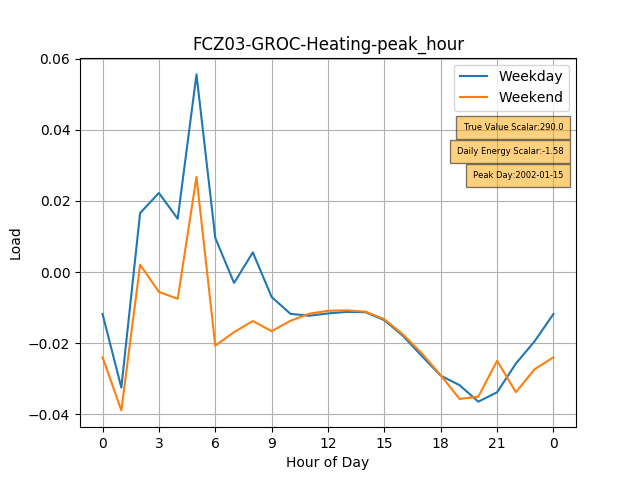 FCZ03-GROC-Heating-peak_hour
0.06
0.04
0.02
0.00
−0.02
−0.04
Load
Weekday
Weekend
True Value Scalar:290.0
Daily Energy Scalar:-1.58
Peak Day:2002-01-15
0 3 6 9 12 15 18 21 0
Hour of Day